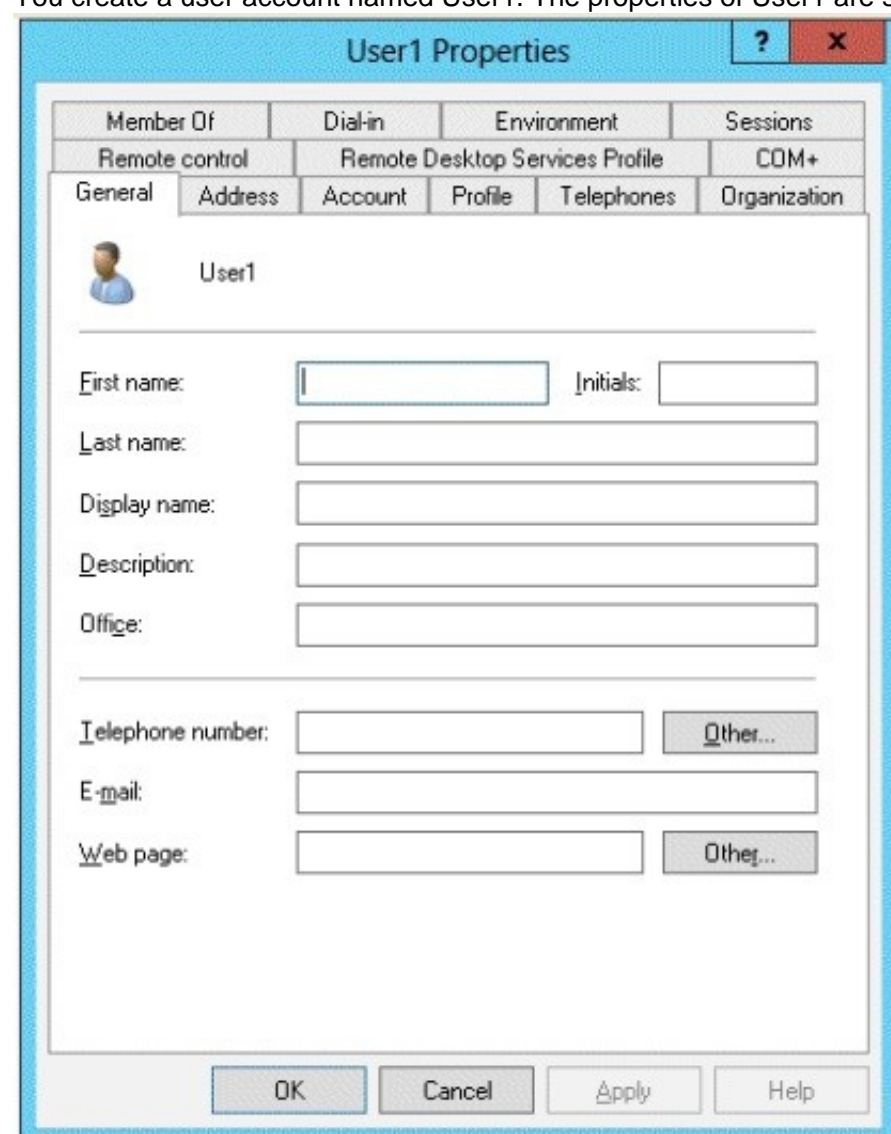 You create a user account named User1. The properties of User1 are
User1 Properties
? x
Member Of Dial-in Environment Sessions
Remote control Remote Desktop Services Profile COM+
General Address Account Profile Telephones Organization
User1
First name: Initials:
Last name:
Display name:
Description:
Office:
Telephone number: Other...
E-mail:
Web page: Other...
OK Cancel Apply Help